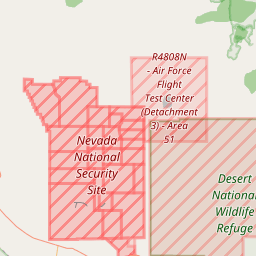 R4808N
- Air Force
Flight
Test Center
(Detachment
3) - Area
51
Nevada
National
Security
Site
Desert
National
Wildlife
Refuge